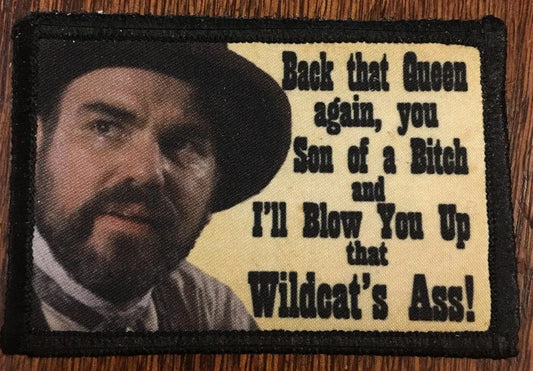 Back that Queen
again, you
Son of a Bitch
and
I'll Blow You Up
that
Wildcat's Ass!